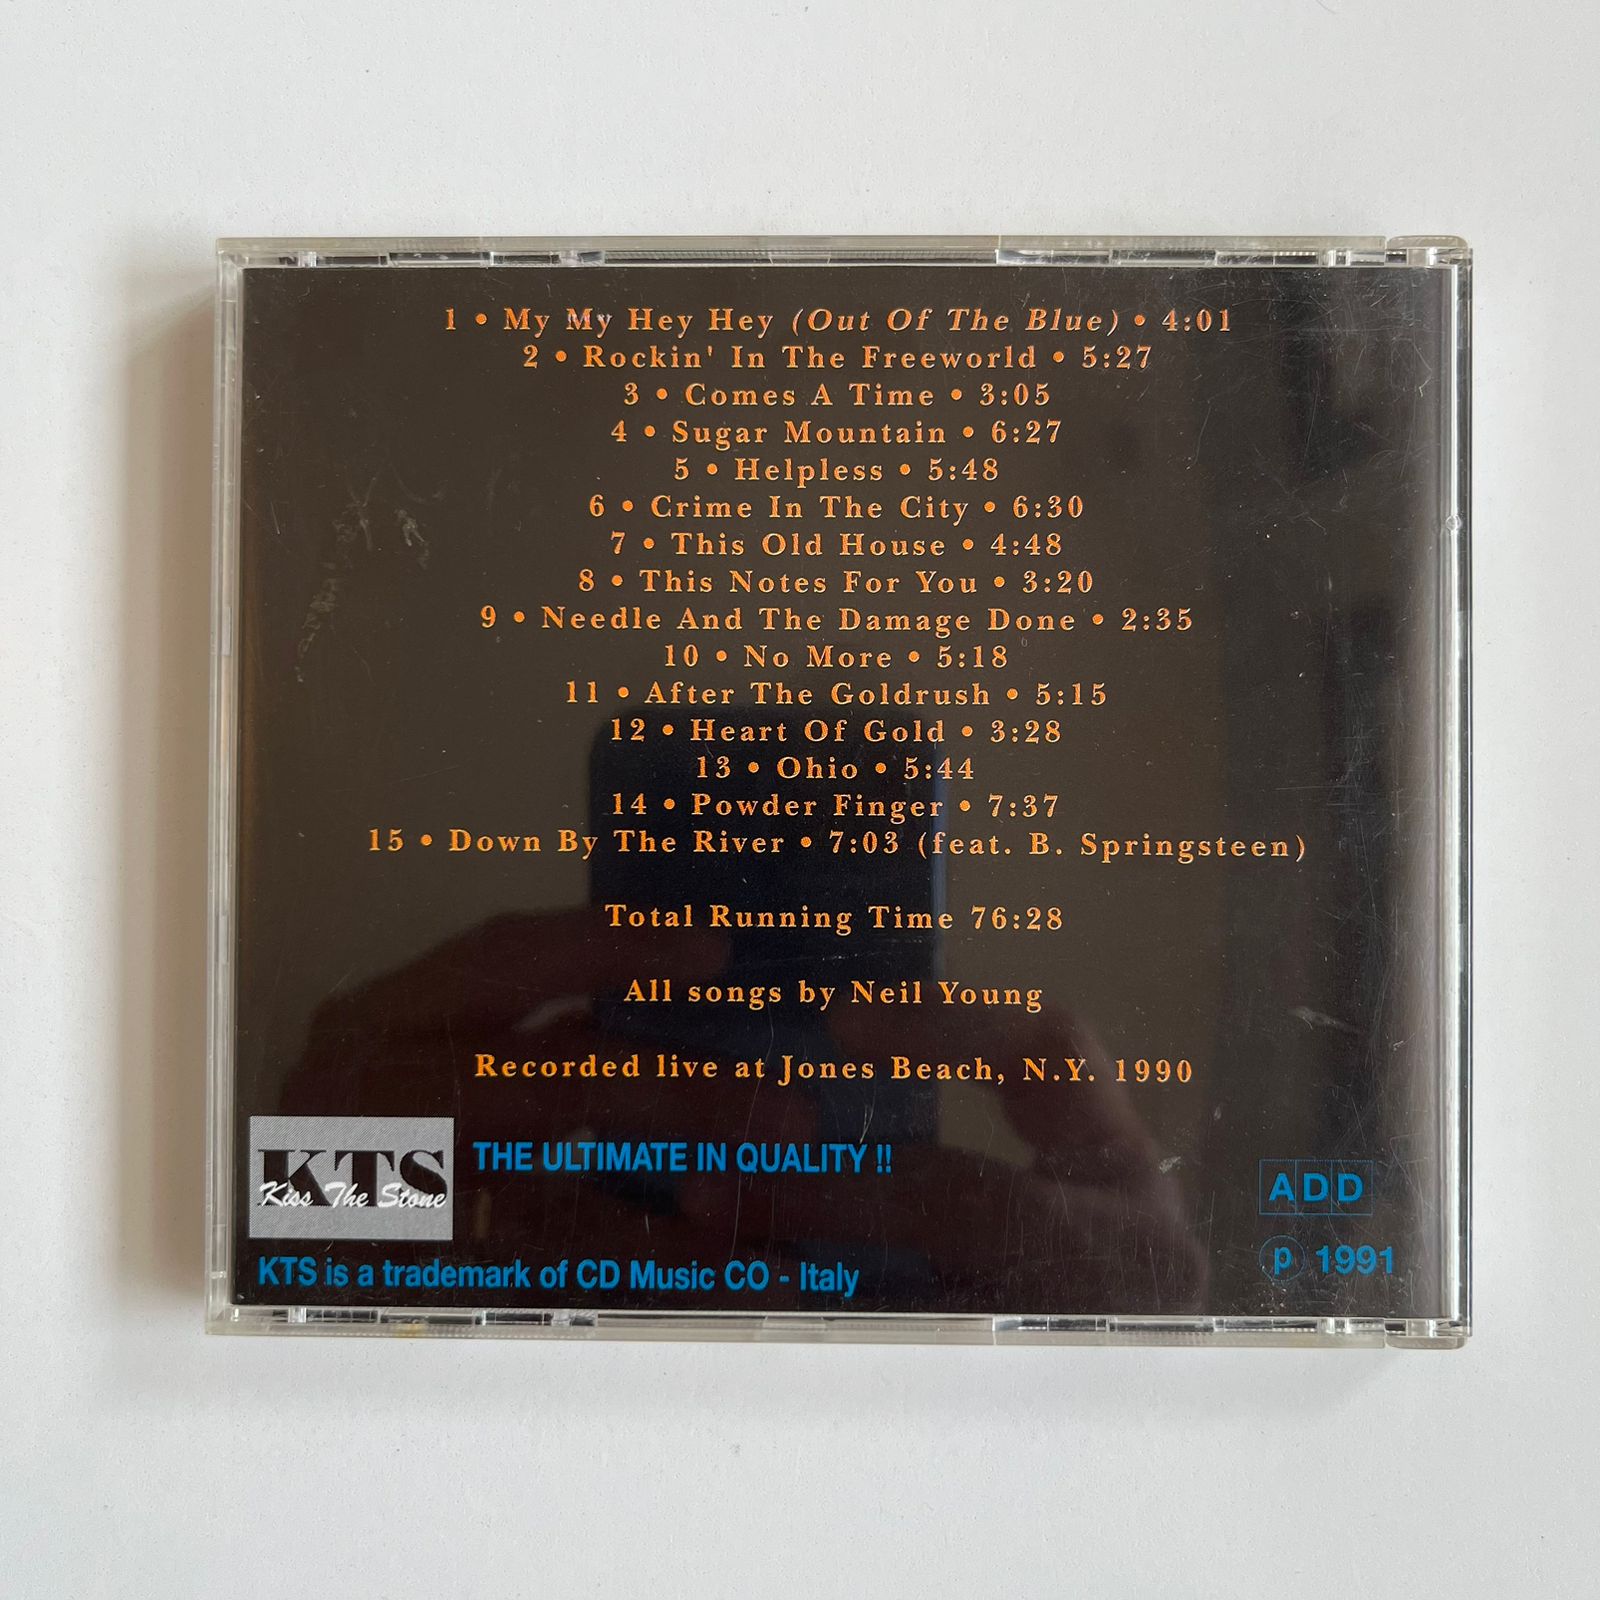 1 • My My Hey Hey (Out Of The Blue) • 4:01
2 • Rockin' In The Freeworld • 5:27
3 • Comes A Time • 3:05
4 • Sugar Mountain • 6:27
5 • Helpless • 5:48
6 • Crime In The City • 6:30
7 • This Old House • 4:48
8 • This Notes For You • 3:20
9 • Needle And The Damage Done • 2:35
10 • No More • 5:18
11 • After The Goldrush • 5:15
12 • Heart Of Gold • 3:28
13 • Ohio • 5:44
14 • Powder Finger • 7:37
15 • Down By The River • 7:03 (feat. B. Springsteen)
Total Running Time 76:28
All songs by Neil Young
Recorded live at Jones Beach, N.Y. 1990
KTS
Kiss The Stone
THE ULTIMATE IN QUALITY !!
KTS is a trademark of CD Music CO - Italy
ADD
℗ 1991